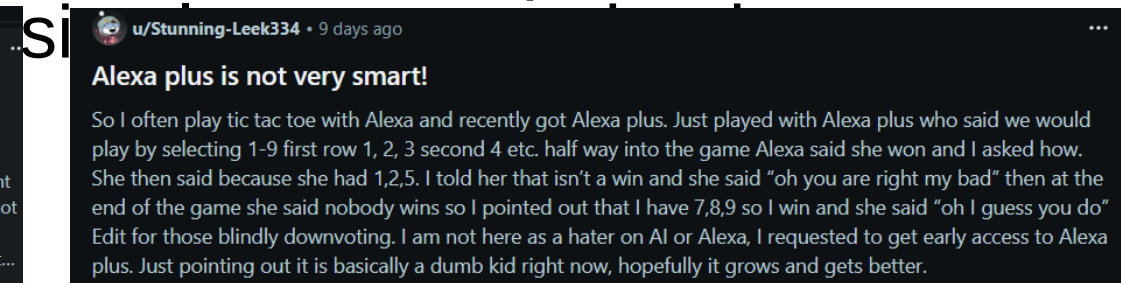 si
u/Stunning-Leek334 • 9 days ago
Alexa plus is not very smart!
So I often play tic tac toe with Alexa and recently got Alexa plus. Just played with Alexa plus who said we would
play by selecting 1-9 first row 1, 2, 3 second 4 etc. half way into the game Alexa said she won and I asked how.
She then said because she had 1,2,5. I told her that isn't a win and she said “oh you are right my bad” then at the
end of the game she said nobody wins so I pointed out that I have 7,8,9 so I win and she said “oh I guess you do”
Edit for those blindly downvoting. I am not here as a hater on AI or Alexa, I requested to get early access to Alexa
plus. Just pointing out it is basically a dumb kid right now, hopefully it grows and gets better.